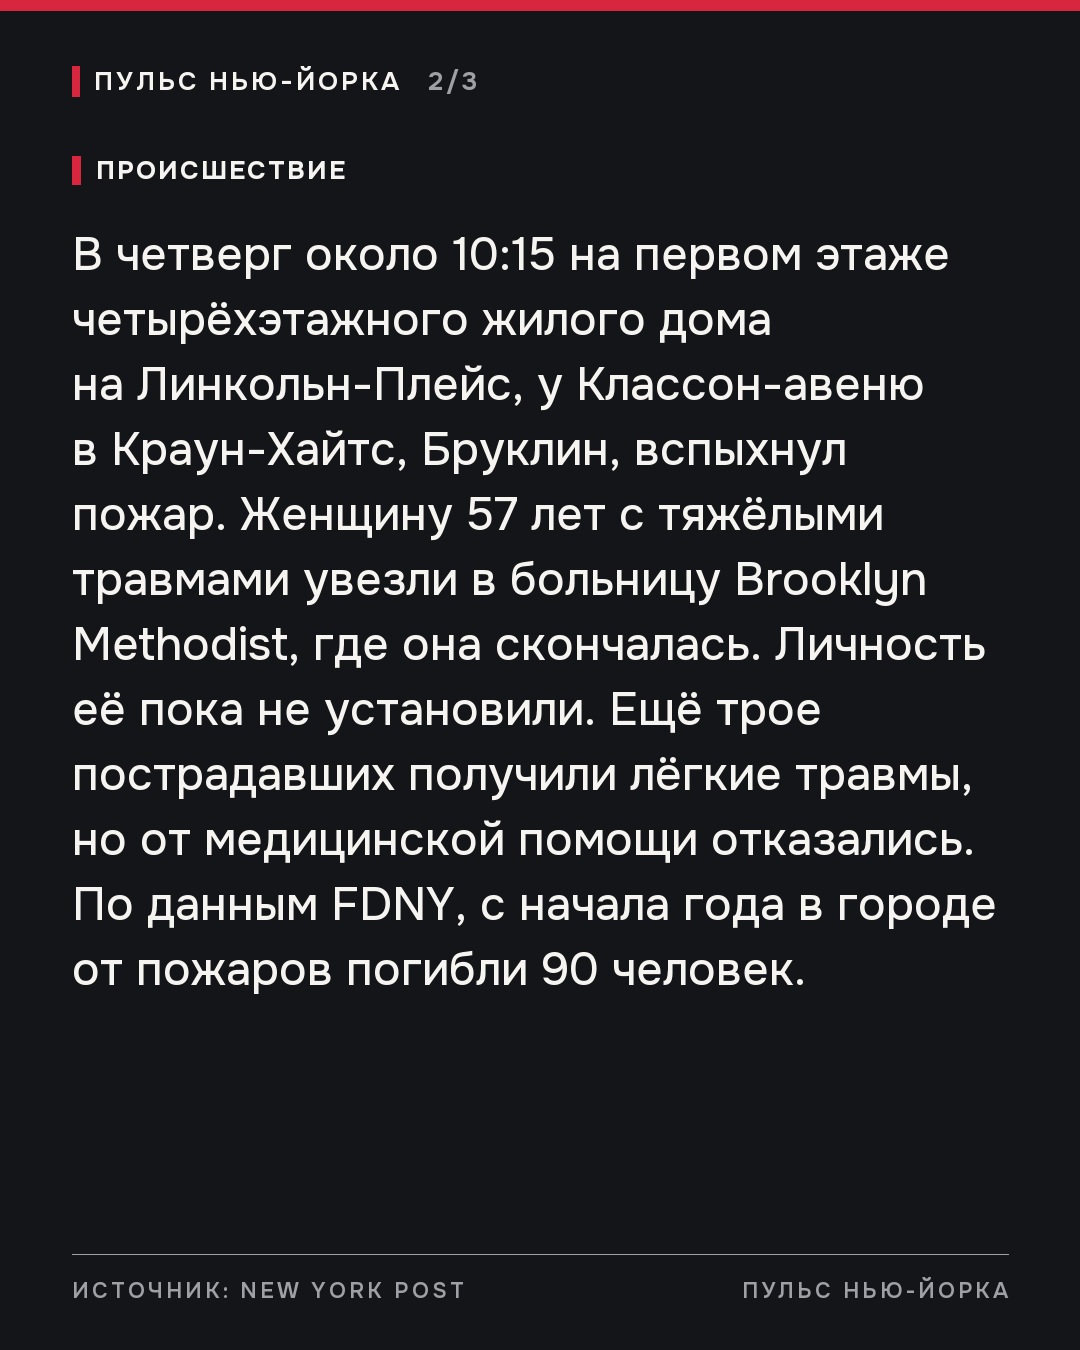 ПУЛЬС НЬЮ-ЙОРКА 2/3
ПРОИСШЕСТВИЕ
В четверг около 10:15 на первом этаже
четырёхэтажного жилого дома
на Линкольн-Плейс, у Классон-авеню
в Краун-Хайтс, Бруклин, вспыхнул
пожар. Женщину 57 лет с тяжёлыми
травмами увезли в больницу Brooklyn
Methodist, где она скончалась. Личность
её пока не установили. Ещё трое
пострадавших получили лёгкие травмы,
но от медицинской помощи отказались.
По данным FDNY, с начала года в городе
от пожаров погибли 90 человек.
ИСТОЧНИК: NEW YORK POST
ПУЛЬС НЬЮ-ЙОРКА